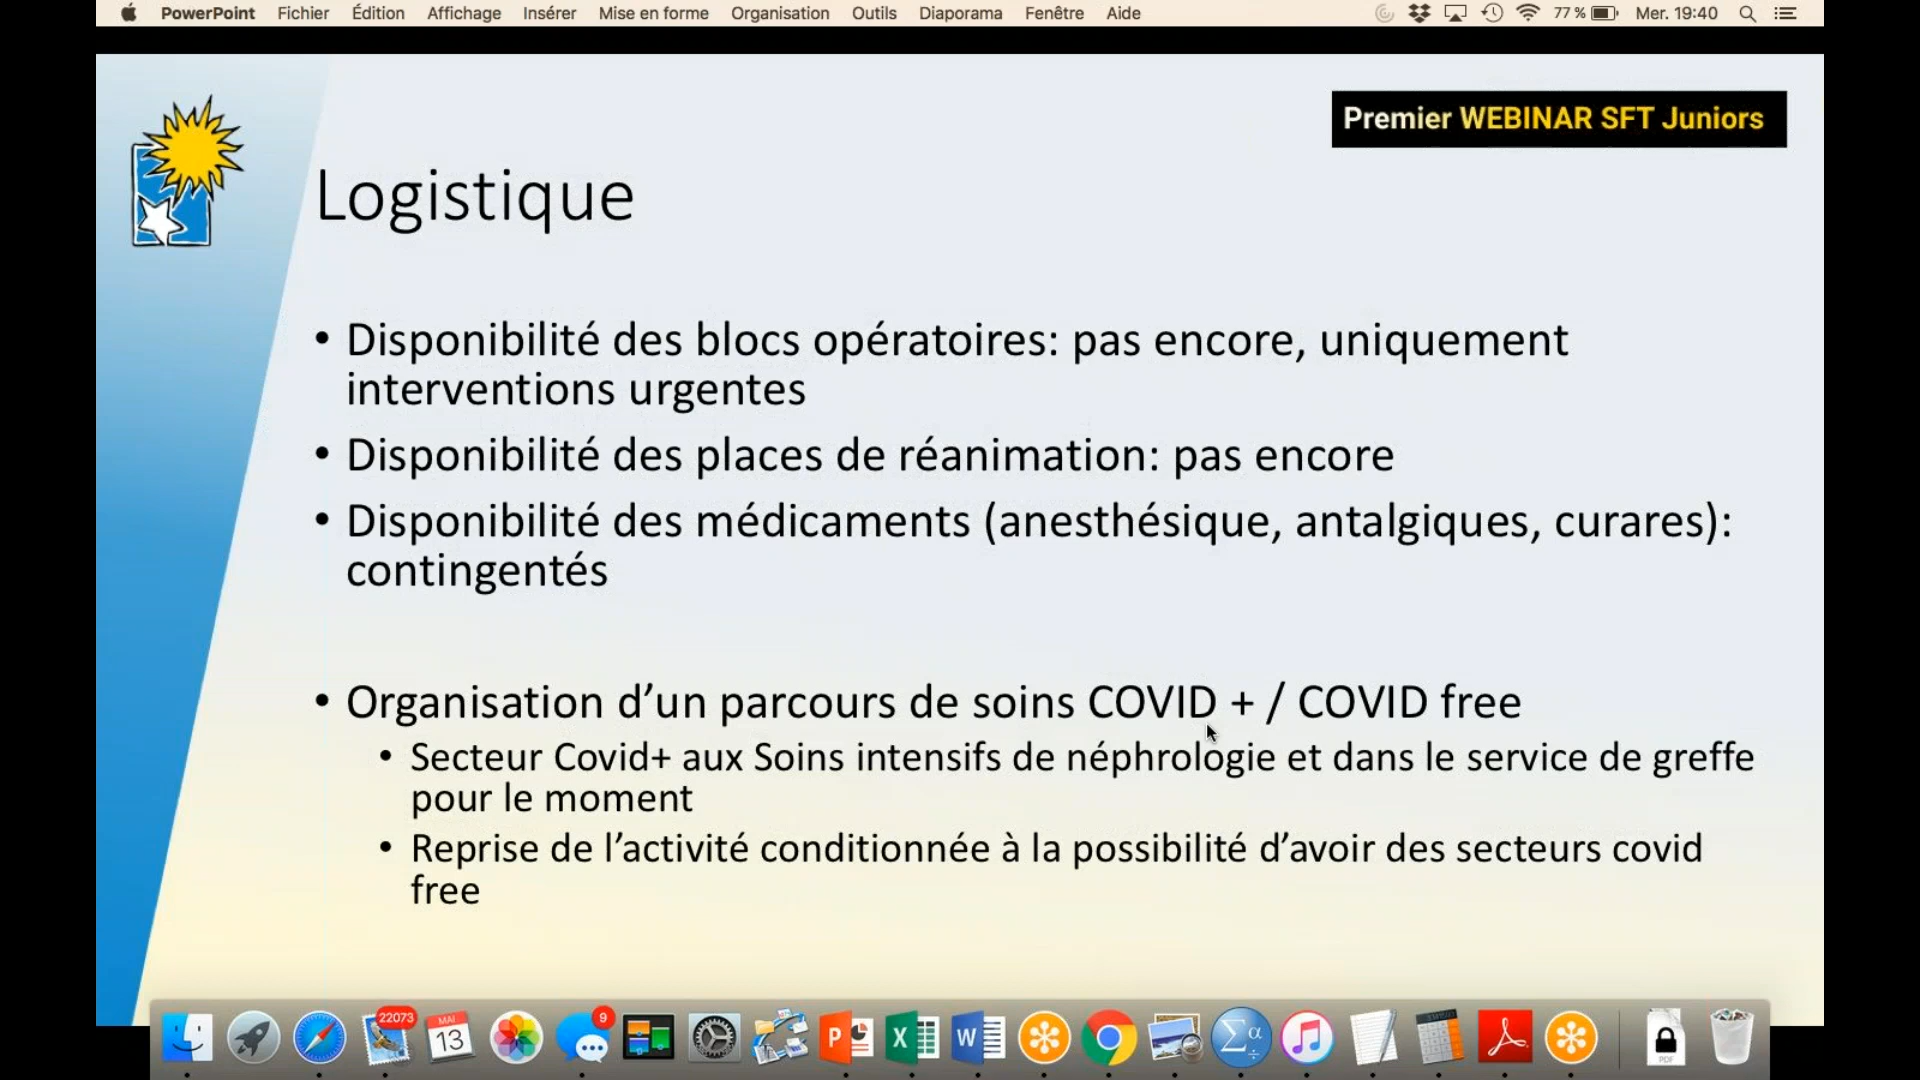 PowerPoint Fichier Édition Affichage Insérer Mise en forme Organisation Outils Diaporama Fenêtre Aide 77 % Mer. 19:40
Premier WEBINAR SFT Juniors
Logistique
• Disponibilité des blocs opératoires: pas encore, uniquement
interventions urgentes
• Disponibilité des places de réanimation: pas encore
• Disponibilité des médicaments (anesthésique, antalgiques, curares):
contingentés
• Organisation d’un parcours de soins COVID + / COVID free
• Secteur Covid+ aux Soins intensifs de néphrologie et dans le service de greffe
pour le moment
• Reprise de l’activité conditionnée à la possibilité d’avoir des secteurs covid
free
22073
MAI
13
9
P
X
W
Σα
PDF